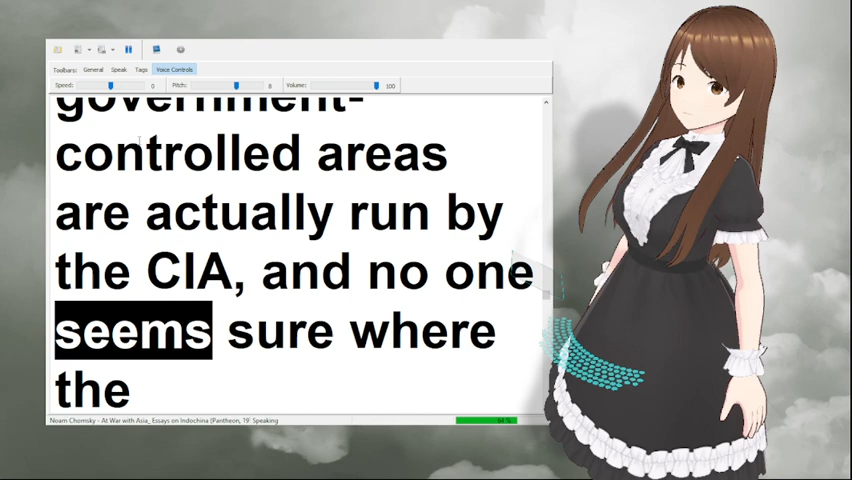 Toolbars: General Speak Tags Voice Controls
Speed: 0 Pitch: 8 Volume: 100
government-
controlled areas
are actually run by
the CIA, and no one
seems sure where
the
Noam Chomsky - At War with Asia_ Essays on Indochina (Pantheon, 19' Speaking 64 %